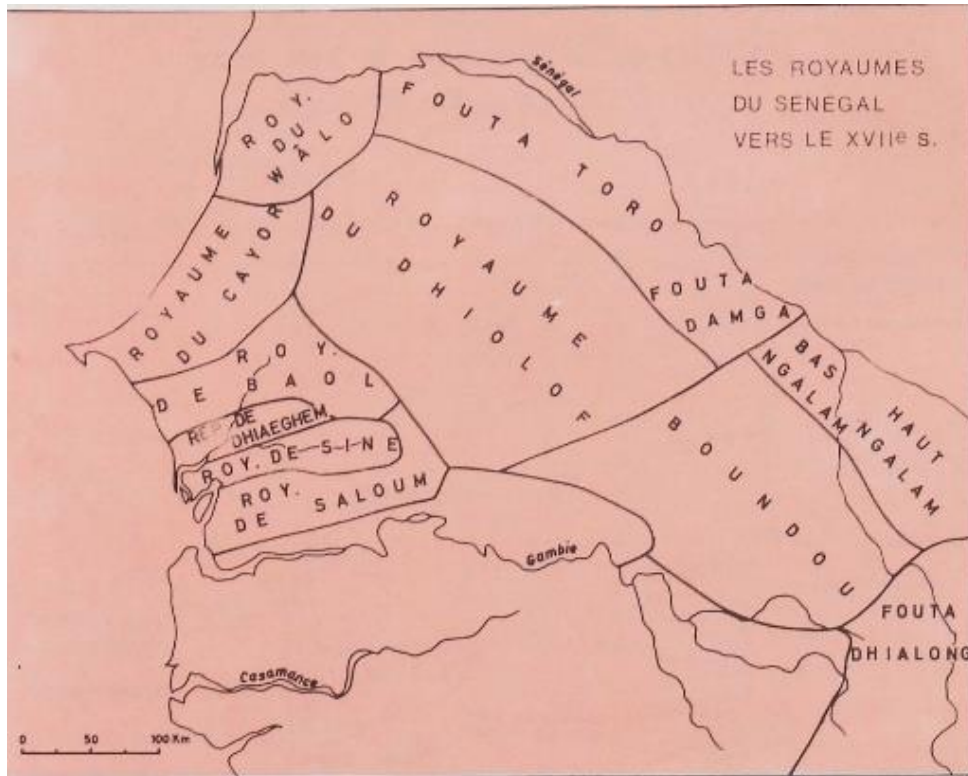 LES ROYAUMES
DU SENEGAL
VERS LE XVIIe S.
Sénégal
ROY.
DU
WÂLO
FOUTA TORO
ROYAUME
DU CAYOR
ROYAUME
DU DHIOLOF
FOUTA
DAMGA
BAS
NGALAM
HAUT
NGALAM
ROY.
DE BAOL
REP. DE
DHIAEGHEM
ROY. DE SINE
ROY.
DE SALOUM
BOUNDOU
Gambie
FOUTA
DHIALONG
Casamance
0 50 100 Km